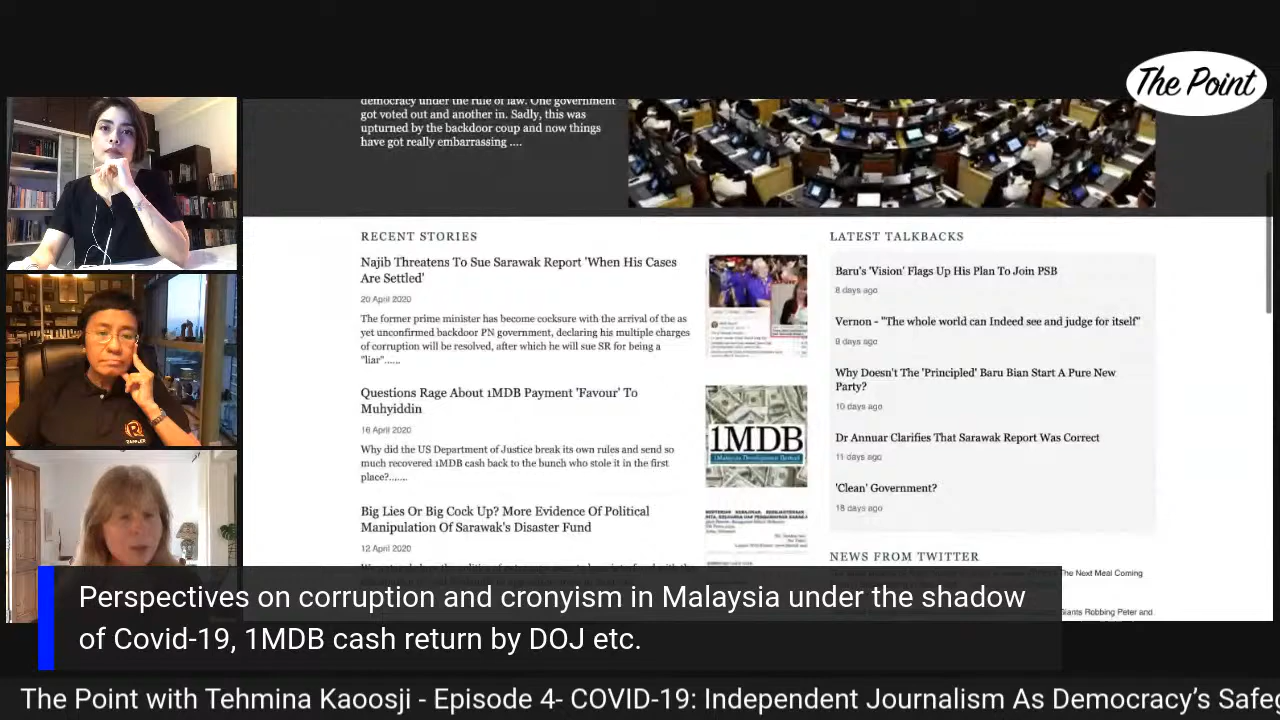 The Point
democracy under the rule of law. One government
got voted out and another in. Sadly, this was
upturned by the backdoor coup and now things
have got really embarrassing ....
RECENT STORIES
Najib Threatens To Sue Sarawak Report 'When His Cases
Are Settled'
20 April 2020
The former prime minister has become cocksure with the arrival of the as
yet unconfirmed backdoor PN government, declaring his multiple charges
of corruption will be resolved, after which he will sue SR for being a
"liar"......
Questions Rage About 1MDB Payment 'Favour' To
Muhyiddin
16 April 2020
Why did the US Department of Justice break its own rules and send so
much recovered 1MDB cash back to the bunch who stole it in the first
place?.,....
1MDB
1Malaysia Development Berhad
Big Lies Or Big Cock Up? More Evidence Of Political
Manipulation Of Sarawak's Disaster Fund
12 April 2020
LATEST TALKBACKS
Baru's 'Vision' Flags Up His Plan To Join PSB
8 days ago
Vernon - "The whole world can Indeed see and judge for itself"
9 days ago
Why Doesn't The 'Principled' Baru Bian Start A Pure New
Party?
10 days ago
Dr Annuar Clarifies That Sarawak Report Was Correct
11 days ago
'Clean' Government?
18 days ago
NEWS FROM TWITTER
The Next Meal Coming
Giants Robbing Peter and
RAPPLER
Perspectives on corruption and cronyism in Malaysia under the shadow
of Covid-19, 1MDB cash return by DOJ etc.
The Point with Tehmina Kaoosji - Episode 4- COVID-19: Independent Journalism As Democracy’s Safeg